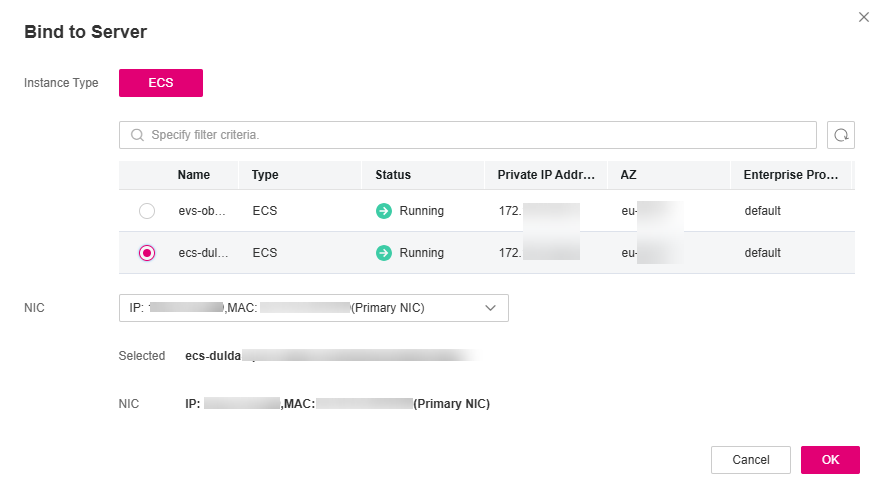 Bind to Server
Instance Type ECS
Specify filter criteria.
Name Type Status Private IP Addr... AZ Enterprise Pro...
evs-ob... ECS Running 172. eu- default
ecs-dul... ECS Running 172. eu- default
NIC IP: ,MAC: (Primary NIC)
Selected ecs-dulda
NIC IP: ,MAC: (Primary NIC)
Cancel OK